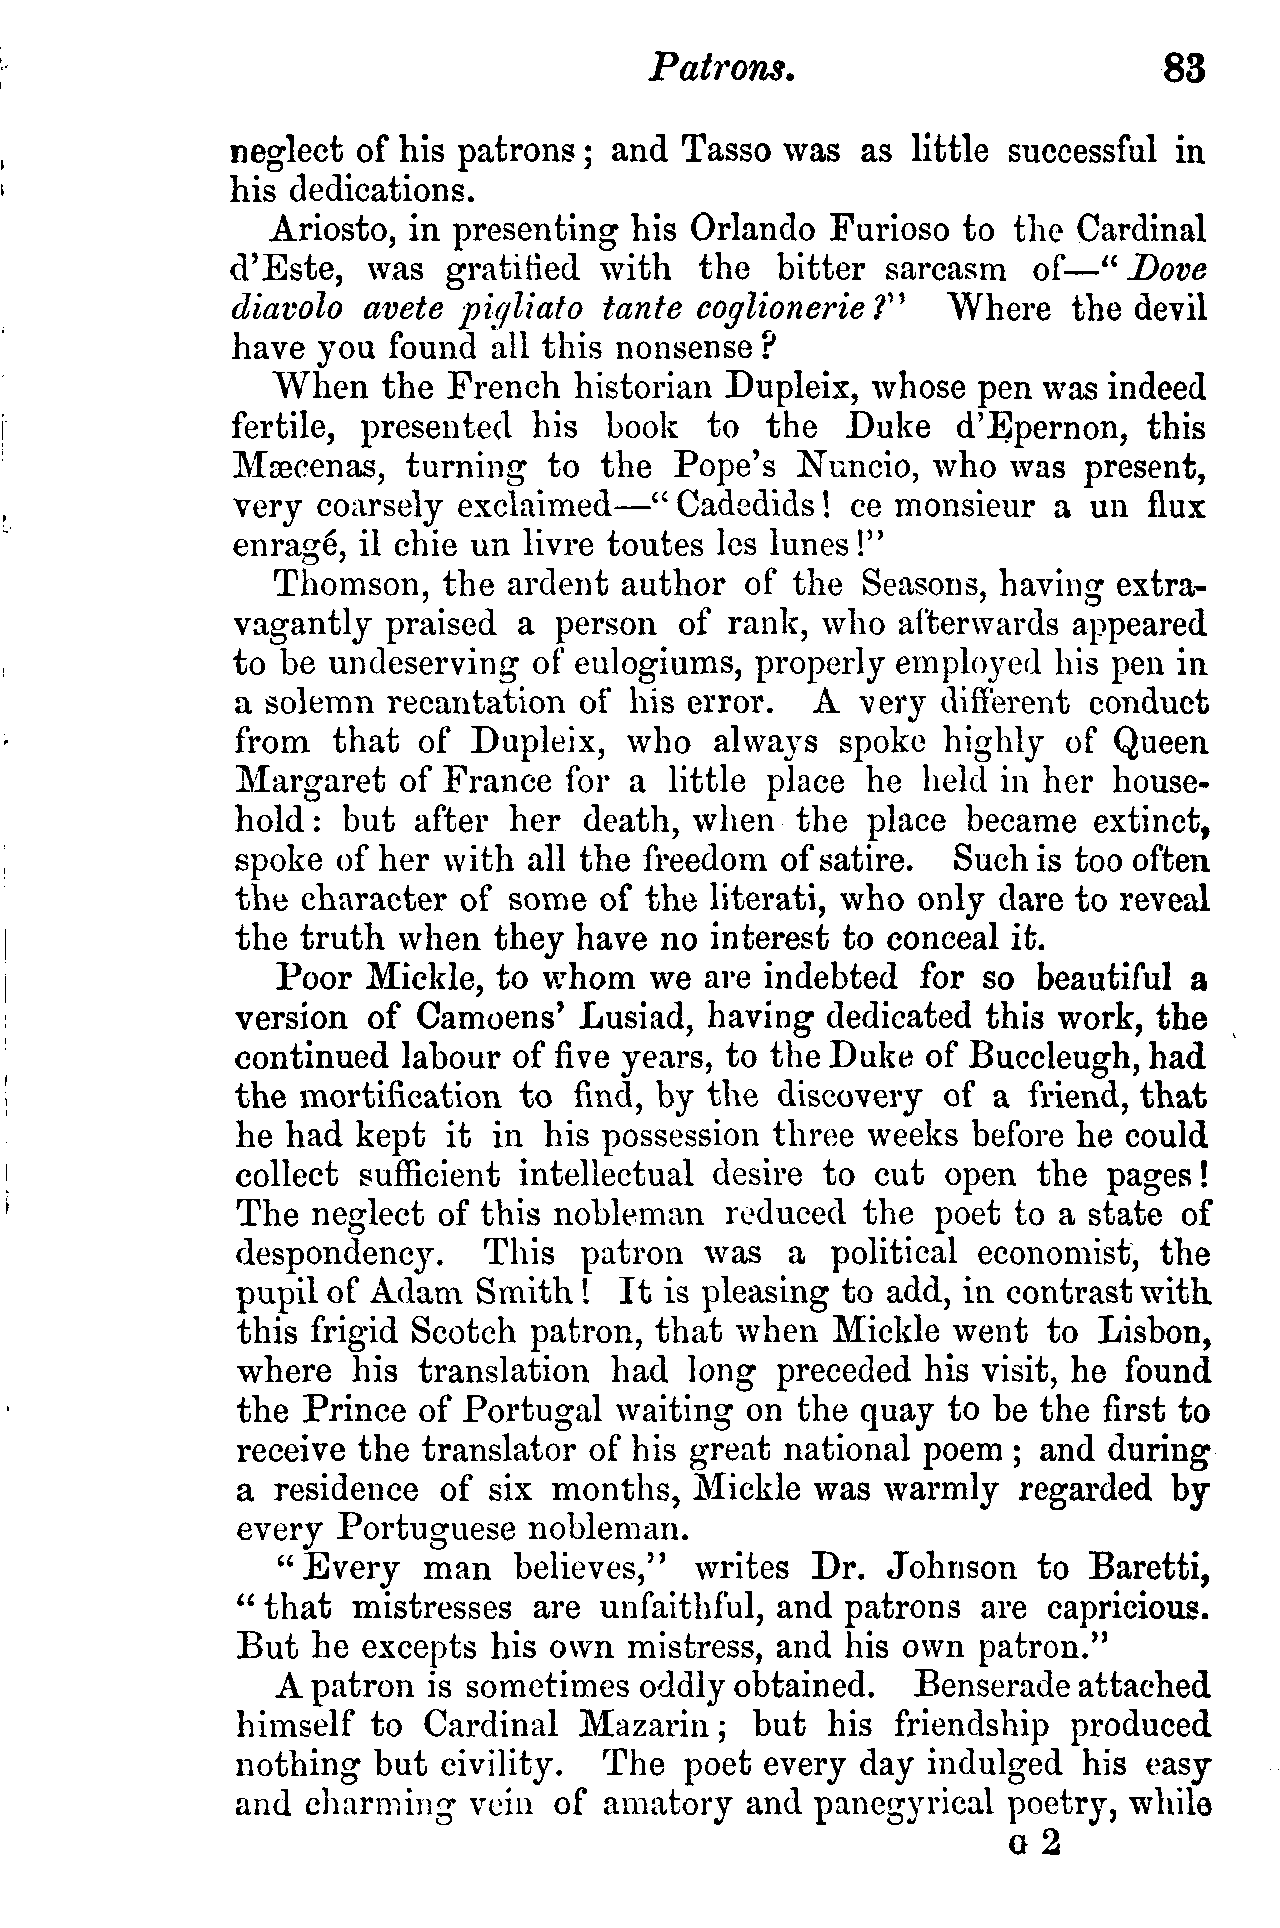 Patrons. 83
neglect of his patrons; and Tasso was as little successful in
his dedications.
Ariosto, in presenting his Orlando Furioso to the Cardinal
d'Este, was gratified with the bitter sarcasm of—"Dove
diavolo avete pigliato tante coglionerie?" Where the devil
have you found all this nonsense?
When the French historian Dupleix, whose pen was indeed
fertile, presented his book to the Duke d'Epernon, this
Mæcenas, turning to the Pope's Nuncio, who was present,
very coarsely exclaimed—"Cadedids! ce monsieur a un flux
enragé, il chie un livre toutes les lunes!"
Thomson, the ardent author of the Seasons, having extra-
vagantly praised a person of rank, who afterwards appeared
to be undeserving of eulogiums, properly employed his pen in
a solemn recantation of his error. A very different conduct
from that of Dupleix, who always spoke highly of Queen
Margaret of France for a little place he held in her house-
hold: but after her death, when the place became extinct,
spoke of her with all the freedom of satire. Such is too often
the character of some of the literati, who only dare to reveal
the truth when they have no interest to conceal it.
Poor Mickle, to whom we are indebted for so beautiful a
version of Camoens' Lusiad, having dedicated this work, the
continued labour of five years, to the Duke of Buccleugh, had
the mortification to find, by the discovery of a friend, that
he had kept it in his possession three weeks before he could
collect sufficient intellectual desire to cut open the pages!
The neglect of this nobleman reduced the poet to a state of
despondency. This patron was a political economist, the
pupil of Adam Smith! It is pleasing to add, in contrast with
this frigid Scotch patron, that when Mickle went to Lisbon,
where his translation had long preceded his visit, he found
the Prince of Portugal waiting on the quay to be the first to
receive the translator of his great national poem; and during
a residence of six months, Mickle was warmly regarded by
every Portuguese nobleman.
"Every man believes," writes Dr. Johnson to Baretti,
"that mistresses are unfaithful, and patrons are capricious.
But he excepts his own mistress, and his own patron."
A patron is sometimes oddly obtained. Benserade attached
himself to Cardinal Mazarin; but his friendship produced
nothing but civility. The poet every day indulged his easy
and charming vein of amatory and panegyrical poetry, while
G 2